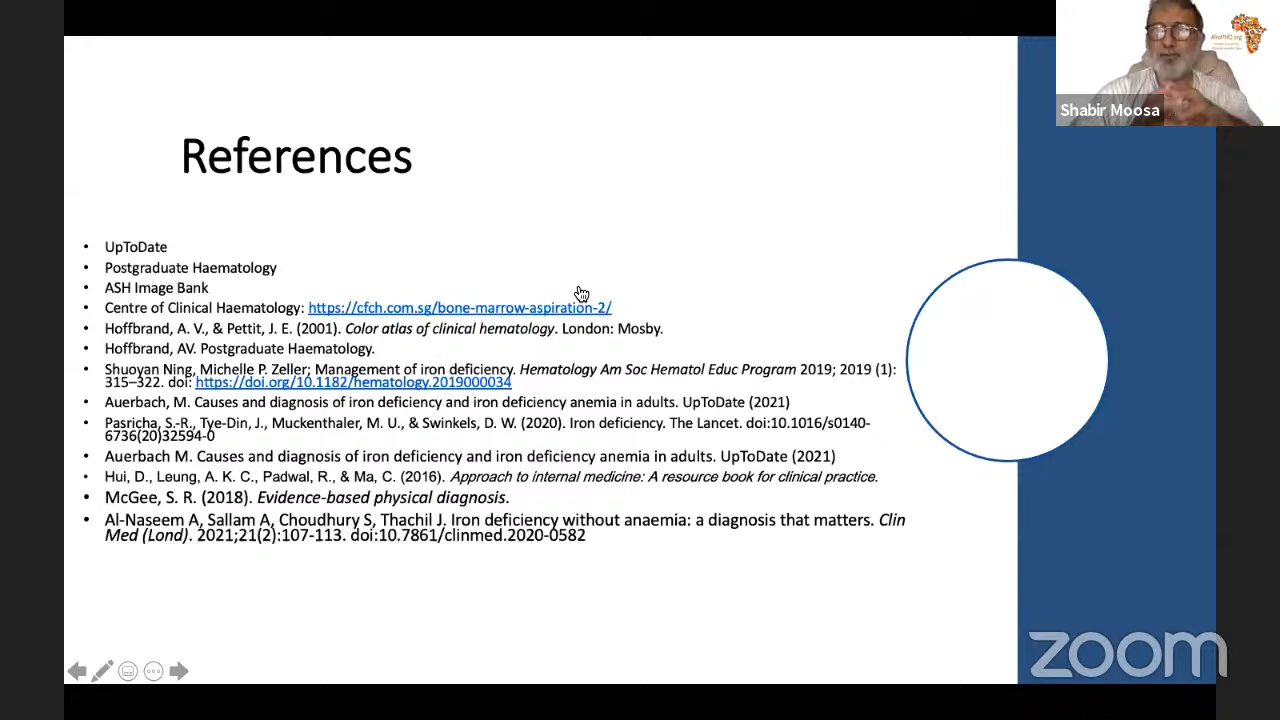 AfroPHC.org
Shabir Moosa
References
• UpToDate
• Postgraduate Haematology
• ASH Image Bank
• Centre of Clinical Haematology: https://cfch.com.sg/bone-marrow-aspiration-2/
• Hoffbrand, A. V., & Pettit, J. E. (2001). Color atlas of clinical hematology. London: Mosby.
• Hoffbrand, AV. Postgraduate Haematology.
• Shuoyan Ning, Michelle P. Zeller; Management of iron deficiency. Hematology Am Soc Hematol Educ Program 2019; 2019 (1):
315–322. doi: https://doi.org/10.1182/hematology.2019000034
• Auerbach, M. Causes and diagnosis of iron deficiency and iron deficiency anemia in adults. UpToDate (2021)
• Pasricha, S.-R., Tye-Din, J., Muckenthaler, M. U., & Swinkels, D. W. (2020). Iron deficiency. The Lancet. doi:10.1016/s0140-
6736(20)32594-0
• Auerbach M. Causes and diagnosis of iron deficiency and iron deficiency anemia in adults. UpToDate (2021)
• Hui, D., Leung, A. K. C., Padwal, R., & Ma, C. (2016). Approach to internal medicine: A resource book for clinical practice.
• McGee, S. R. (2018). Evidence-based physical diagnosis.
• Al-Naseem A, Sallam A, Choudhury S, Thachil J. Iron deficiency without anaemia: a diagnosis that matters. Clin
Med (Lond). 2021;21(2):107-113. doi:10.7861/clinmed.2020-0582
zoom